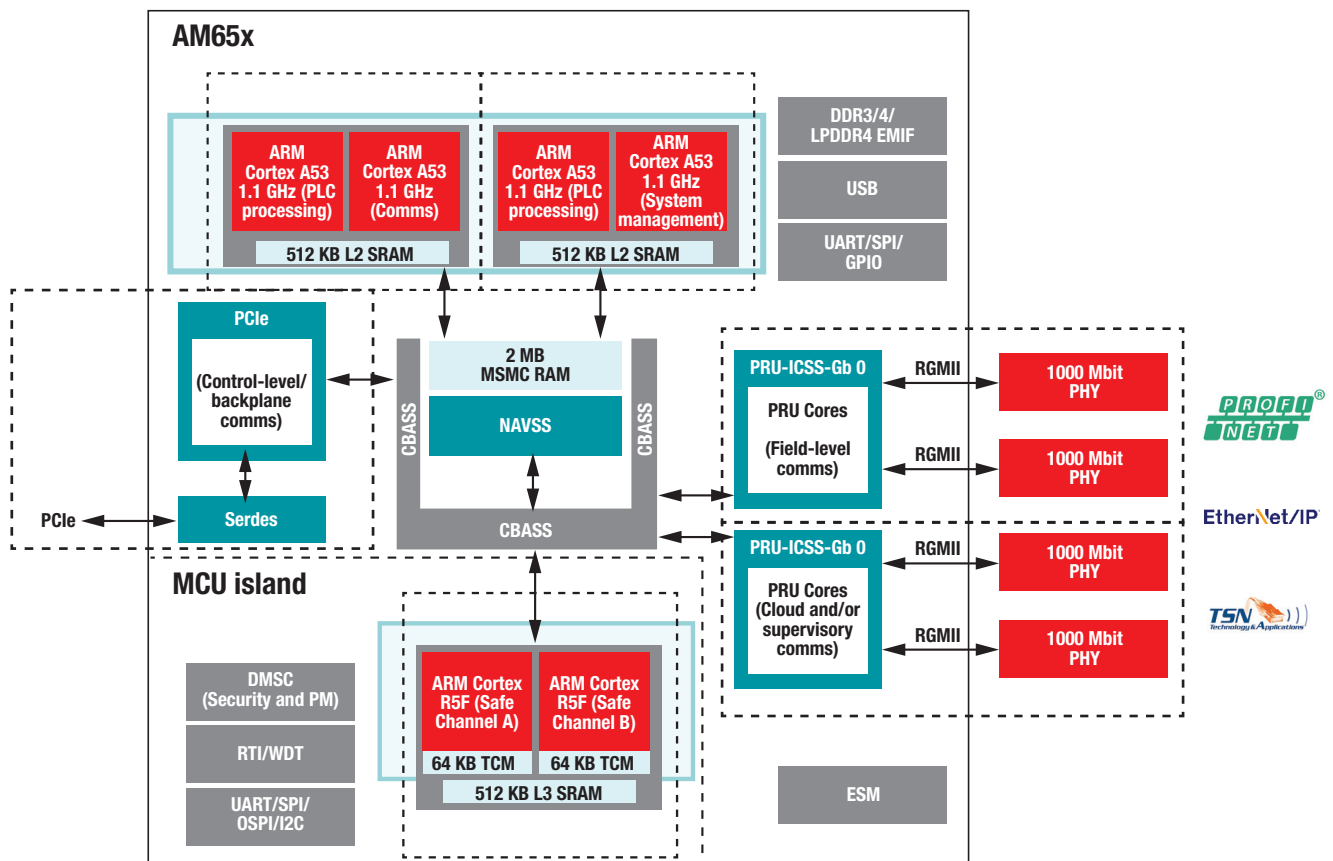 AM65x
ARM
Cortex A53
1.1 GHz (PLC
processing)
ARM
Cortex A53
1.1 GHz
(Comms)
512 KB L2 SRAM
ARM
Cortex A53
1.1 GHz (PLC
processing)
ARM
Cortex A53
1.1 GHz
(System
management)
512 KB L2 SRAM
DDR3/4/
LPDDR4 EMIF
USB
UART/SPI/
GPIO
PCIe
(Control-level/
backplane
comms)
Serdes
PCIe
CBASS
2 MB
MSMC RAM
NAVSS
CBASS
CBASS
PRU-ICSS-Gb 0
PRU Cores
(Field-level
comms)
RGMII
1000 Mbit
PHY
RGMII
1000 Mbit
PHY
PRU-ICSS-Gb 0
PRU Cores
(Cloud and/or
supervisory
comms)
RGMII
1000 Mbit
PHY
RGMII
1000 Mbit
PHY
PROFI®
NET
EtherNet/IP
TSN
Technology & Applications
MCU island
DMSC
(Security and PM)
RTI/WDT
UART/SPI/
OSPI/I2C
ARM Cortex
R5F (Safe
Channel A)
64 KB TCM
ARM Cortex
R5F (Safe
Channel B)
64 KB TCM
512 KB L3 SRAM
ESM